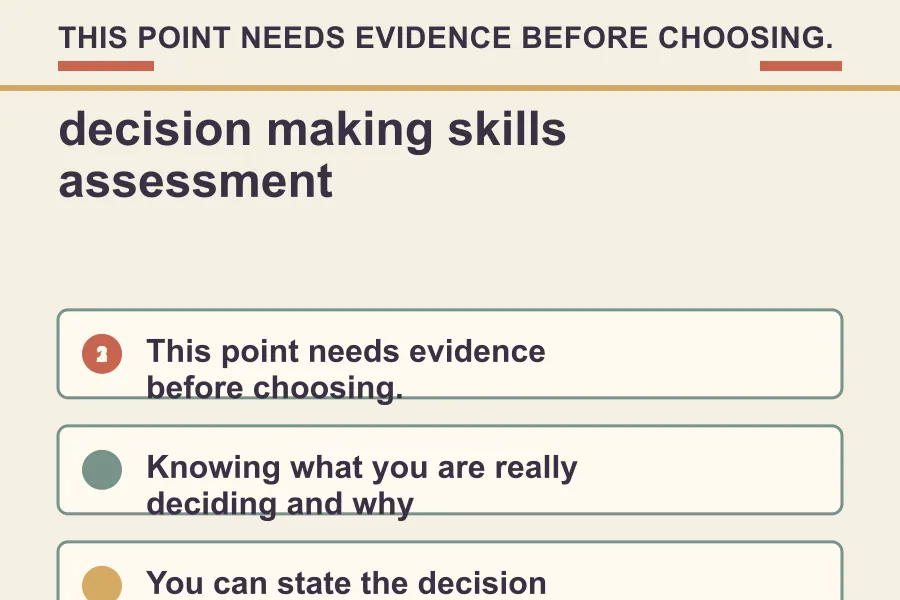 THIS POINT NEEDS EVIDENCE BEFORE CHOOSING.
decision making skills
assessment
This point needs evidence
before choosing.
Knowing what you are really
deciding and why
You can state the decision